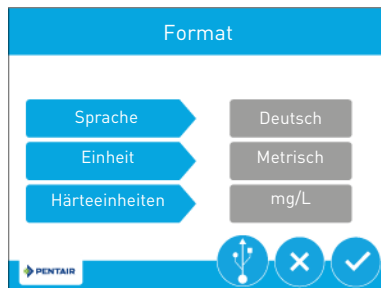 Format
Sprache Deutsch
Einheit Metrisch
Härteeinheiten mg/L
PENTAIR